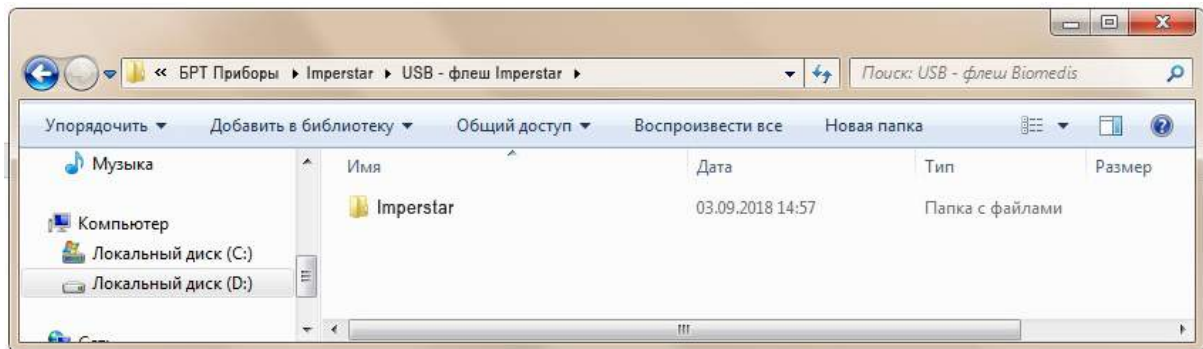 « БРТ Приборы ▸ Imperstar ▸ USB - флеш Imperstar ▸ Поиск: USB - флеш Biomedis
Упорядочить ▼ Добавить в библиотеку ▼ Общий доступ ▼ Воспроизвести все Новая папка
Музыка
Имя Дата Тип Размер
Imperstar 03.09.2018 14:57 Папка с файлами
Компьютер
Локальный диск (C:)
Локальный диск (D:)